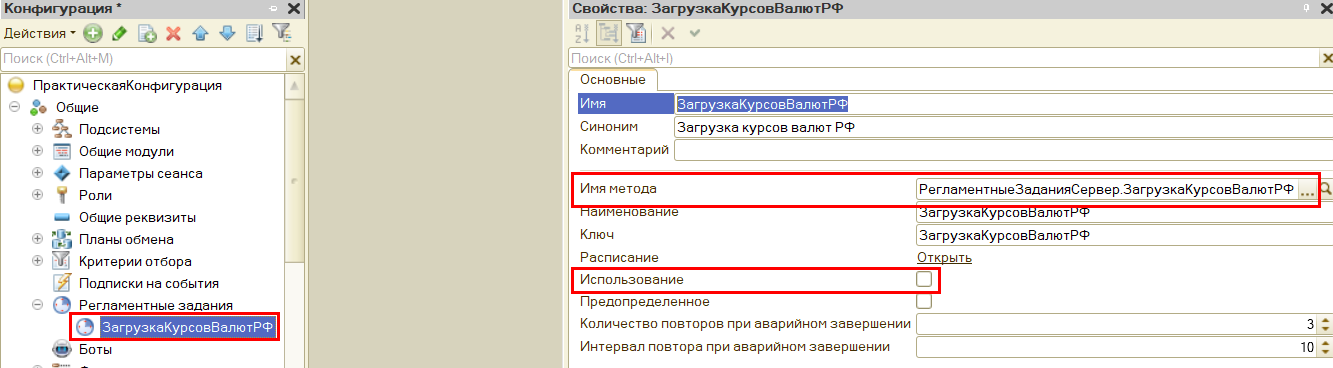 Конфигурация *
Действия
Поиск (Ctrl+Alt+M)
ПрактическаяКонфигурация
Общие
Подсистемы
Общие модули
Параметры сеанса
Роли
Общие реквизиты
Планы обмена
Критерии отбора
Подписки на события
Регламентные задания
ЗагрузкаКурсовВалютРФ
Боты
Свойства: ЗагрузкаКурсовВалютРФ
Поиск (Ctrl+Alt+I)
Основные
Имя ЗагрузкаКурсовВалютРФ
Синоним Загрузка курсов валют РФ
Комментарий
Имя метода РегламентныеЗаданияСервер.ЗагрузкаКурсовВалютРФ ...
Наименование ЗагрузкаКурсовВалютРФ
Ключ ЗагрузкаКурсовВалютРФ
Расписание Открыть
Использование
Предопределенное
Количество повторов при аварийном завершении 3
Интервал повтора при аварийном завершении 10